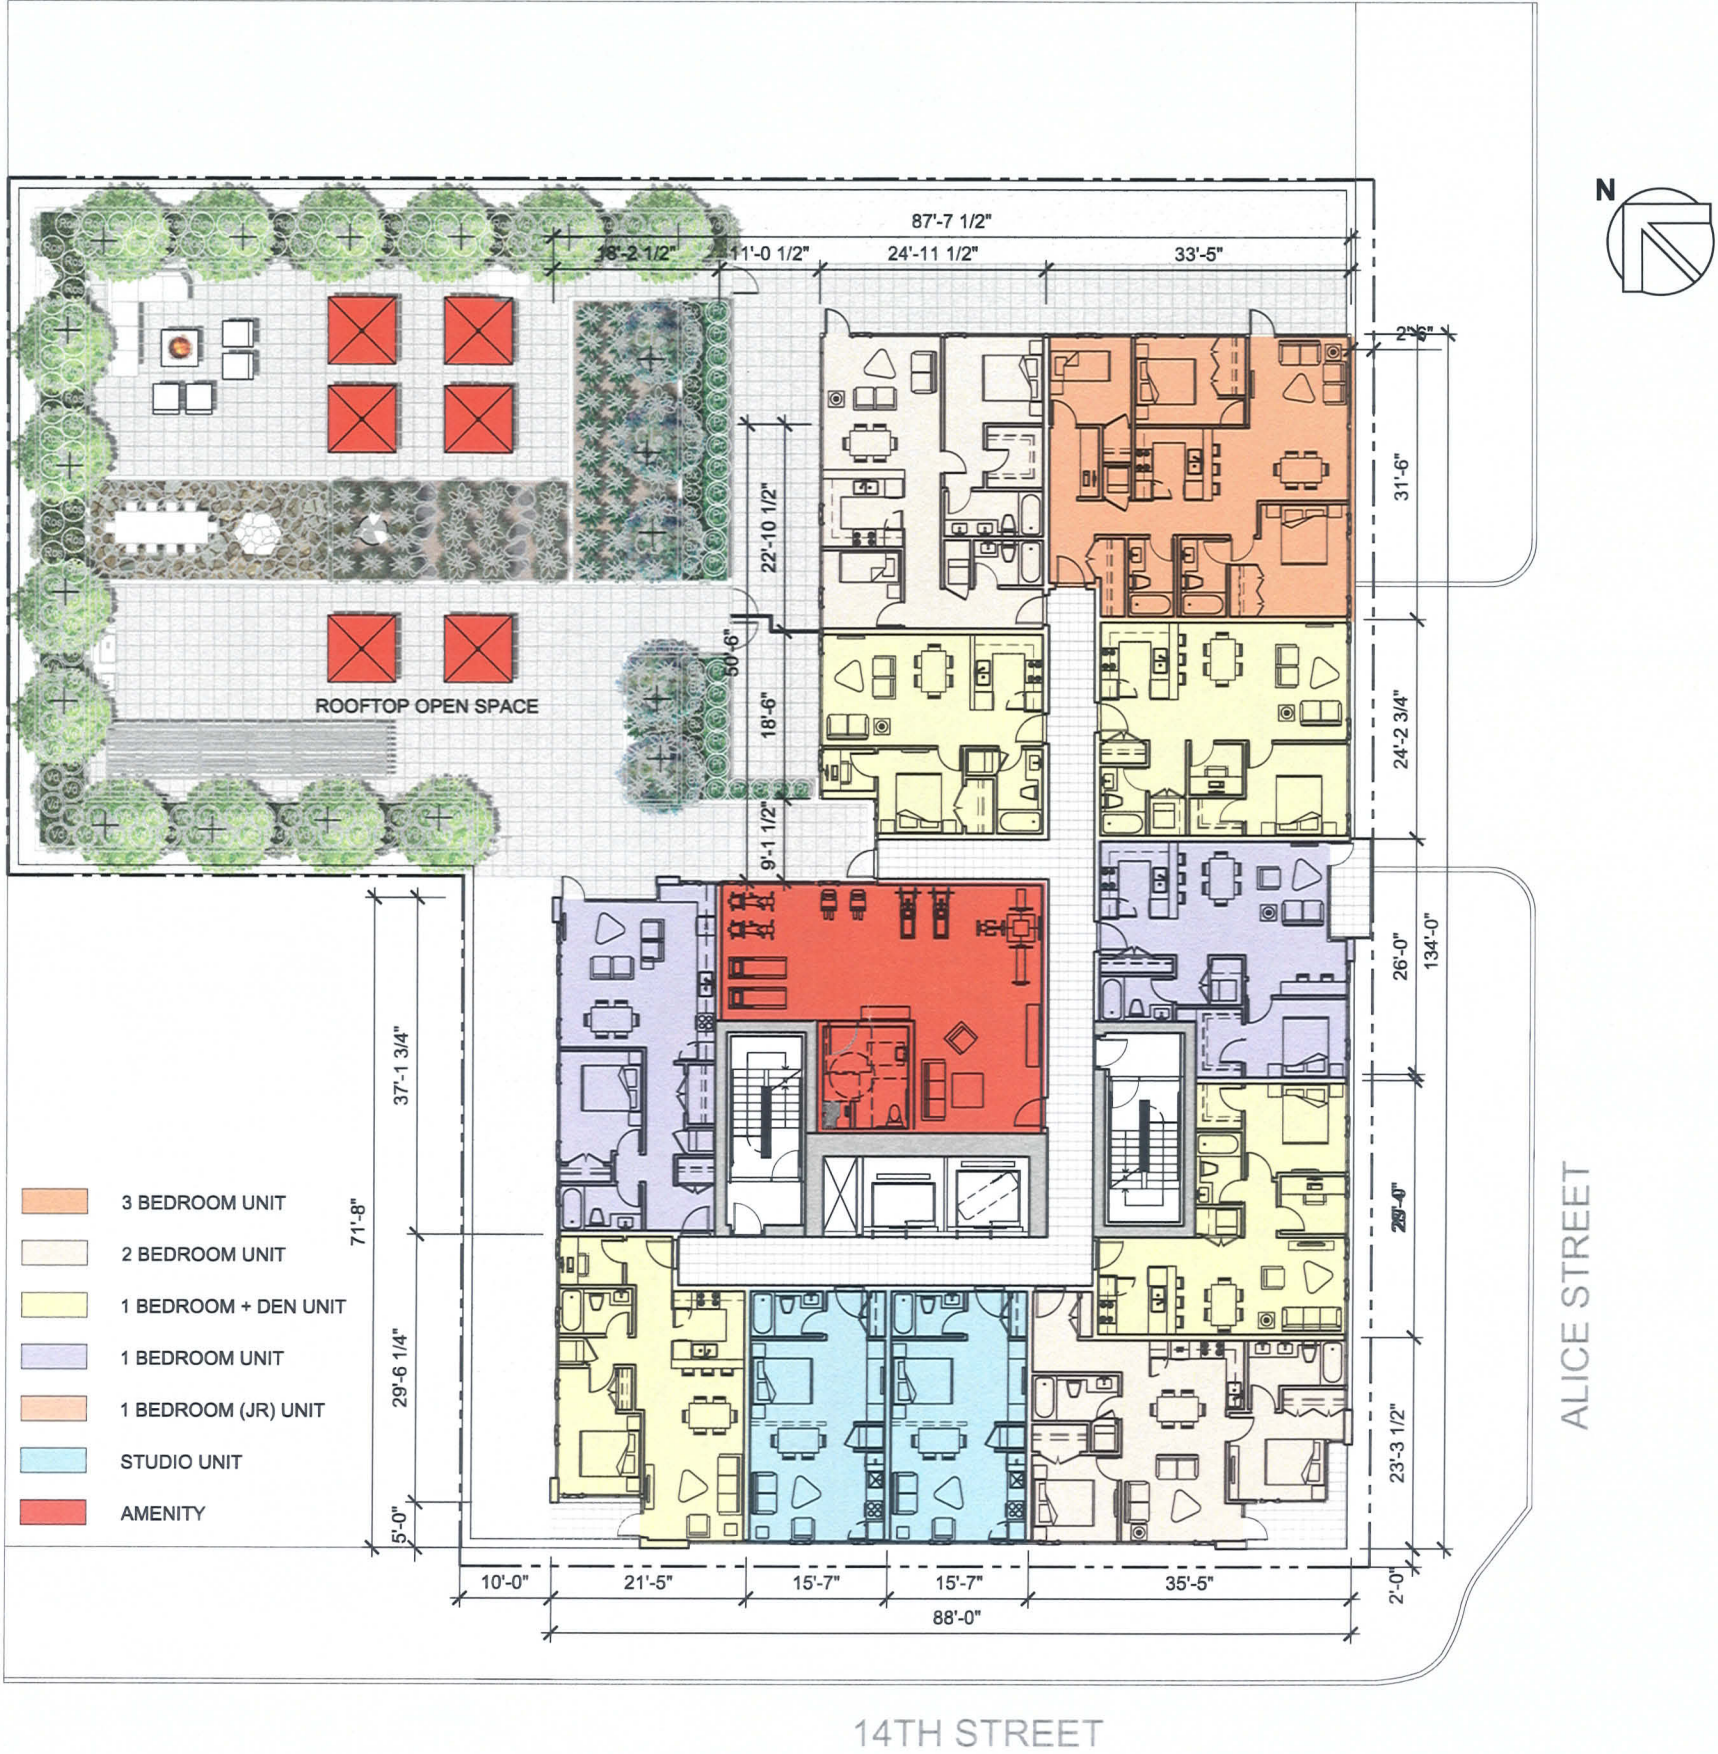 N
87'-7 1/2"
18'-2 1/2"
11'-0 1/2"
24'-11 1/2"
33'-5"
31'-6"
22'-10 1/2"
50'-6"
ROOFTOP OPEN SPACE
18'-6"
24'-2 3/4"
9'-1 1/2"
26'-0"
134'-0"
37'-1 3/4"
71'-8"
3 BEDROOM UNIT
2 BEDROOM UNIT
1 BEDROOM + DEN UNIT
1 BEDROOM UNIT
1 BEDROOM (JR) UNIT
STUDIO UNIT
AMENITY
29'-6 1/4"
5'-0"
23'-3 1/2"
2'-0"
10'-0"
21'-5"
15'-7"
15'-7"
35'-5"
88'-0"
ALICE STREET
14TH STREET